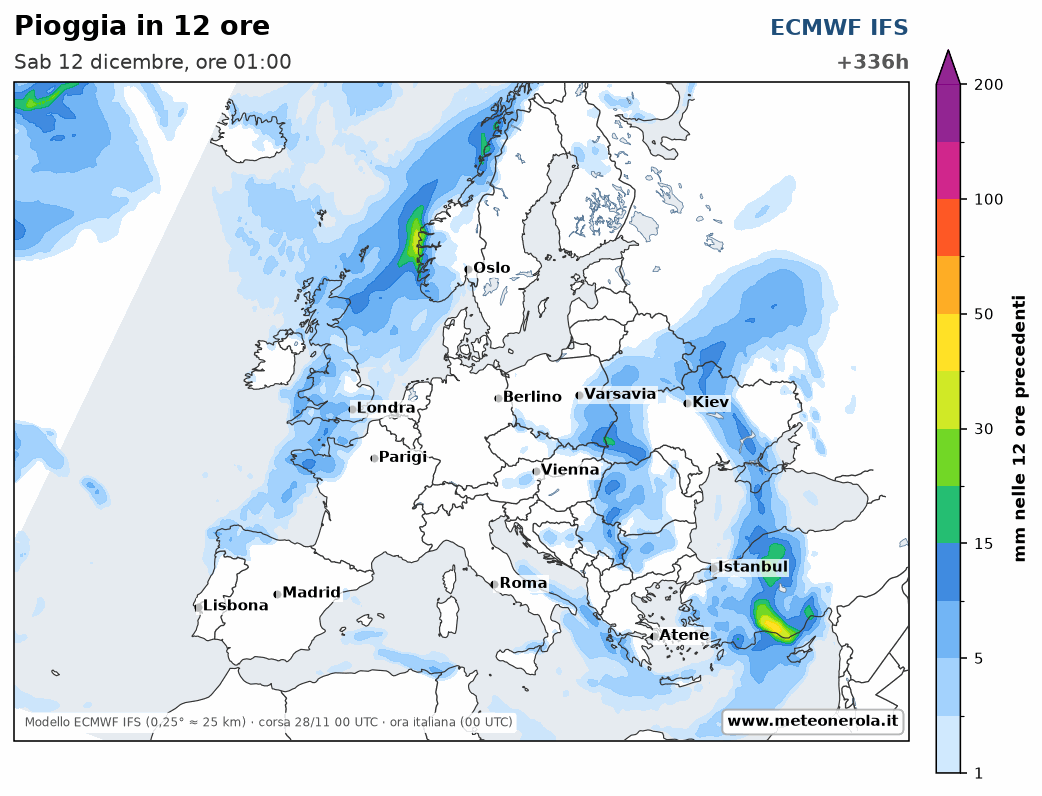 Pioggia in 12 ore
ECMWF IFS
Sab 12 dicembre, ore 01:00
+336h
200
100
50
30
15
5
1
mm nelle 12 ore precedenti
Oslo
Berlino
Varsavia
Kiev
Londra
Parigi
Vienna
Istanbul
Roma
Madrid
Lisbona
Atene
Modello ECMWF IFS (0,25° ≈ 25 km) · corsa 28/11 00 UTC · ora italiana (00 UTC)
www.meteonerola.it